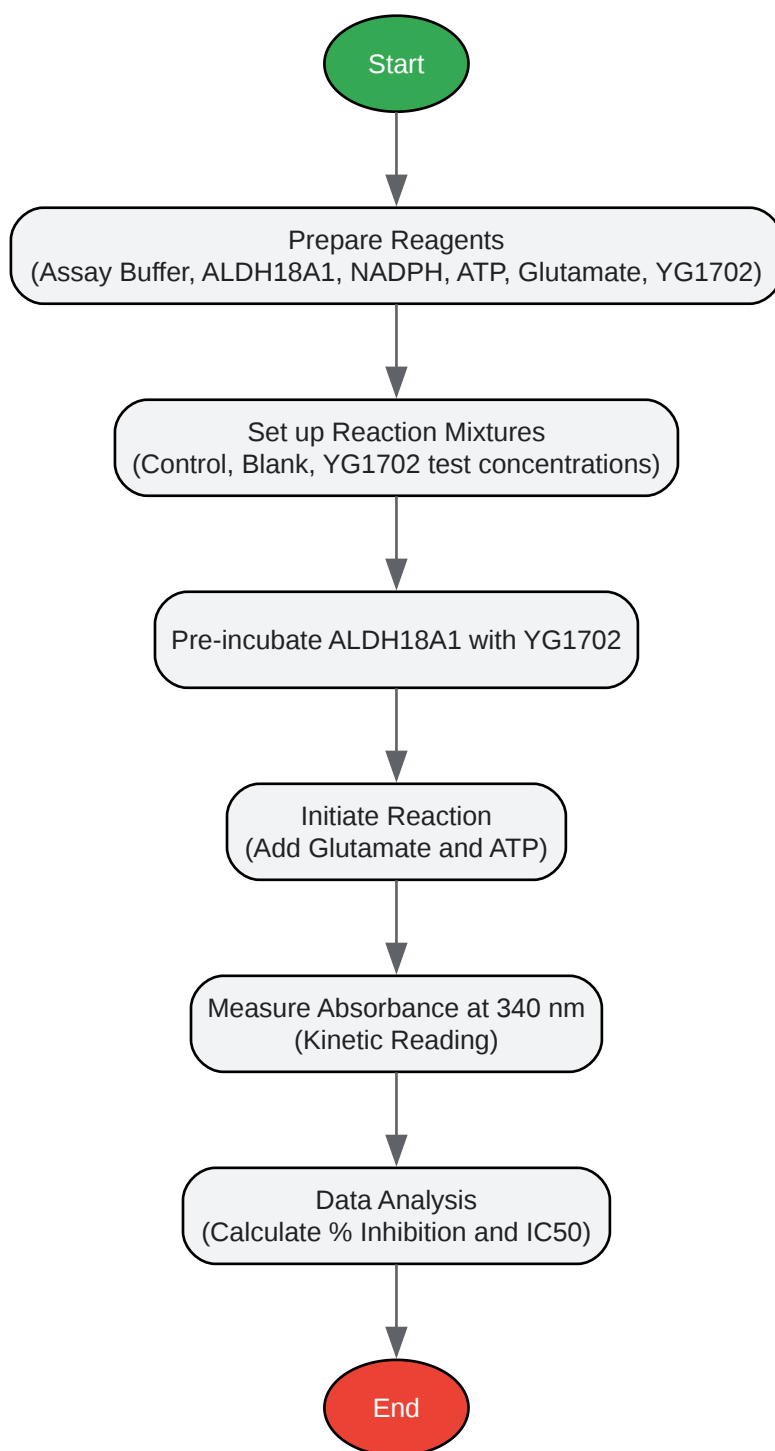 Start
Prepare Reagents
(Assay Buffer, ALDH18A1, NADPH, ATP, Glutamate, YG1702)
Set up Reaction Mixtures
(Control, Blank, YG1702 test concentrations)
Pre-incubate ALDH18A1 with YG1702
Initiate Reaction
(Add Glutamate and ATP)
Measure Absorbance at 340 nm
(Kinetic Reading)
Data Analysis
(Calculate % Inhibition and IC50)
End